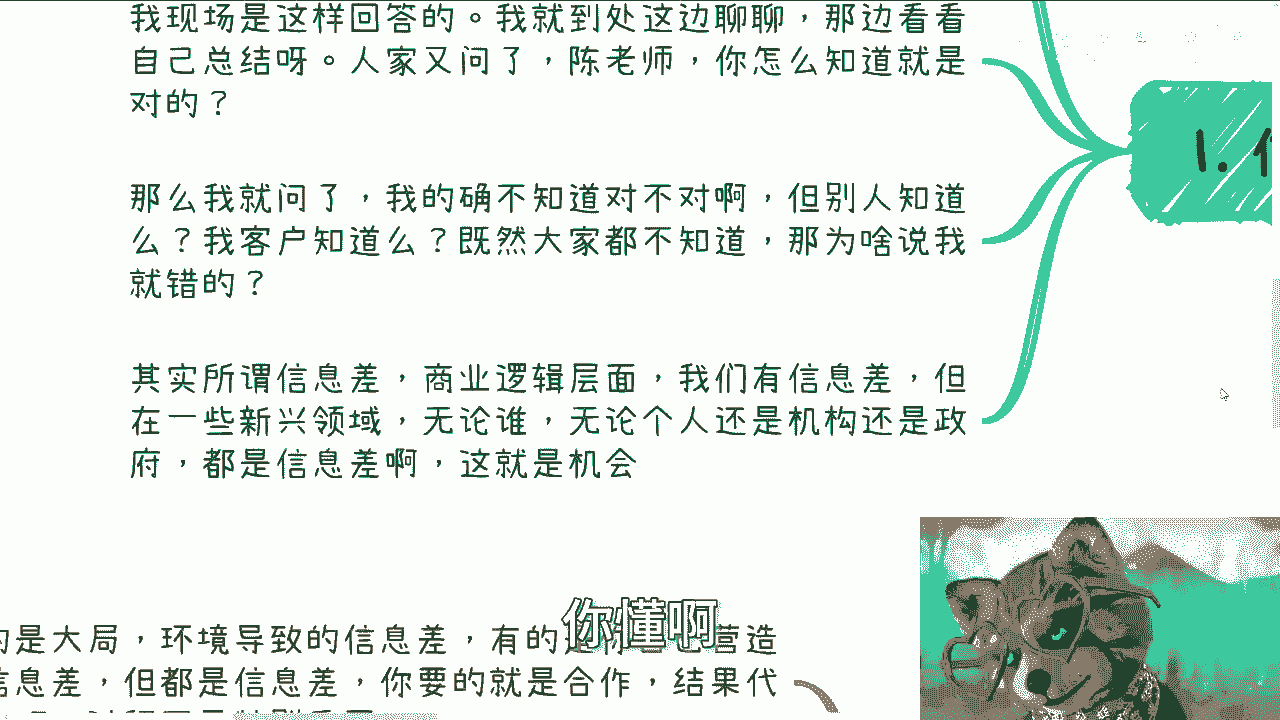 我现场是这样回答的。我就到处这边聊聊，那边看看
自己总结呀。人家又问了，陈老师，你怎么知道就是
对的？
那么我就问了，我的确不知道对不对啊，但别人知道
么？我客户知道么？既然大家都不知道，那为啥说我
就错的？
其实所谓信息差，商业逻辑层面，我们有信息差，但
在一些新兴领域，无论谁，无论个人还是机构还是政
府，都是信息差啊，这就是机会
1.
你懂啊
的是大局，环境导致的信息差，有的是 营造
信息差，但都是信息差，你要的就是合作，结果代